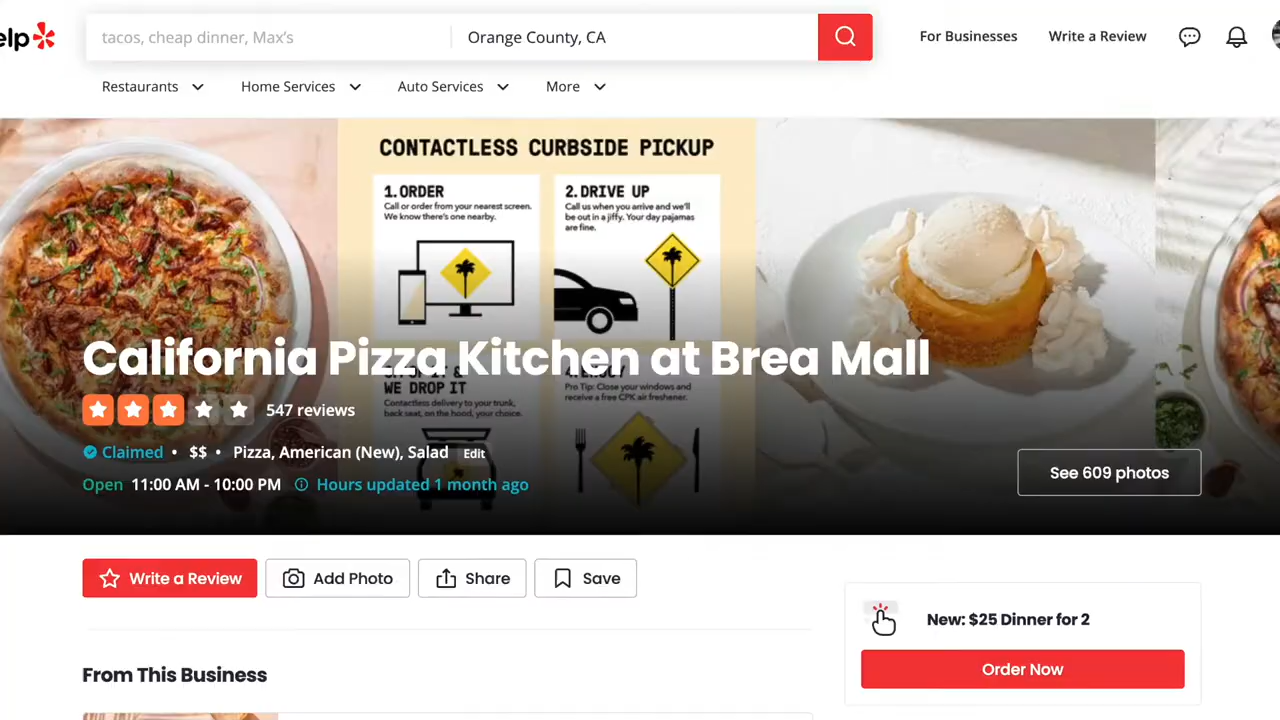 elp
tacos, cheap dinner, Max's
Orange County, CA
For Businesses
Write a Review
Restaurants
Home Services
Auto Services
More
CONTACTLESS CURBSIDE PICKUP
1. ORDER
Call or order from your nearest screen.
We know there's one nearby.
2. DRIVE UP
Call us when you arrive and we'll
be out in a jiffy. Your day pajamas
are fine.
California Pizza Kitchen at Brea Mall
WE DROP IT
Contactless delivery to your trunk,
back seat, on the hood, your choice.
Pro Tip: Close your windows and
receive a free CPK air freshener.
547 reviews
Claimed • $$ • Pizza, American (New), Salad Edit
Open 11:00 AM - 10:00 PM Hours updated 1 month ago
See 609 photos
Write a Review
Add Photo
Share
Save
New: $25 Dinner for 2
Order Now
From This Business